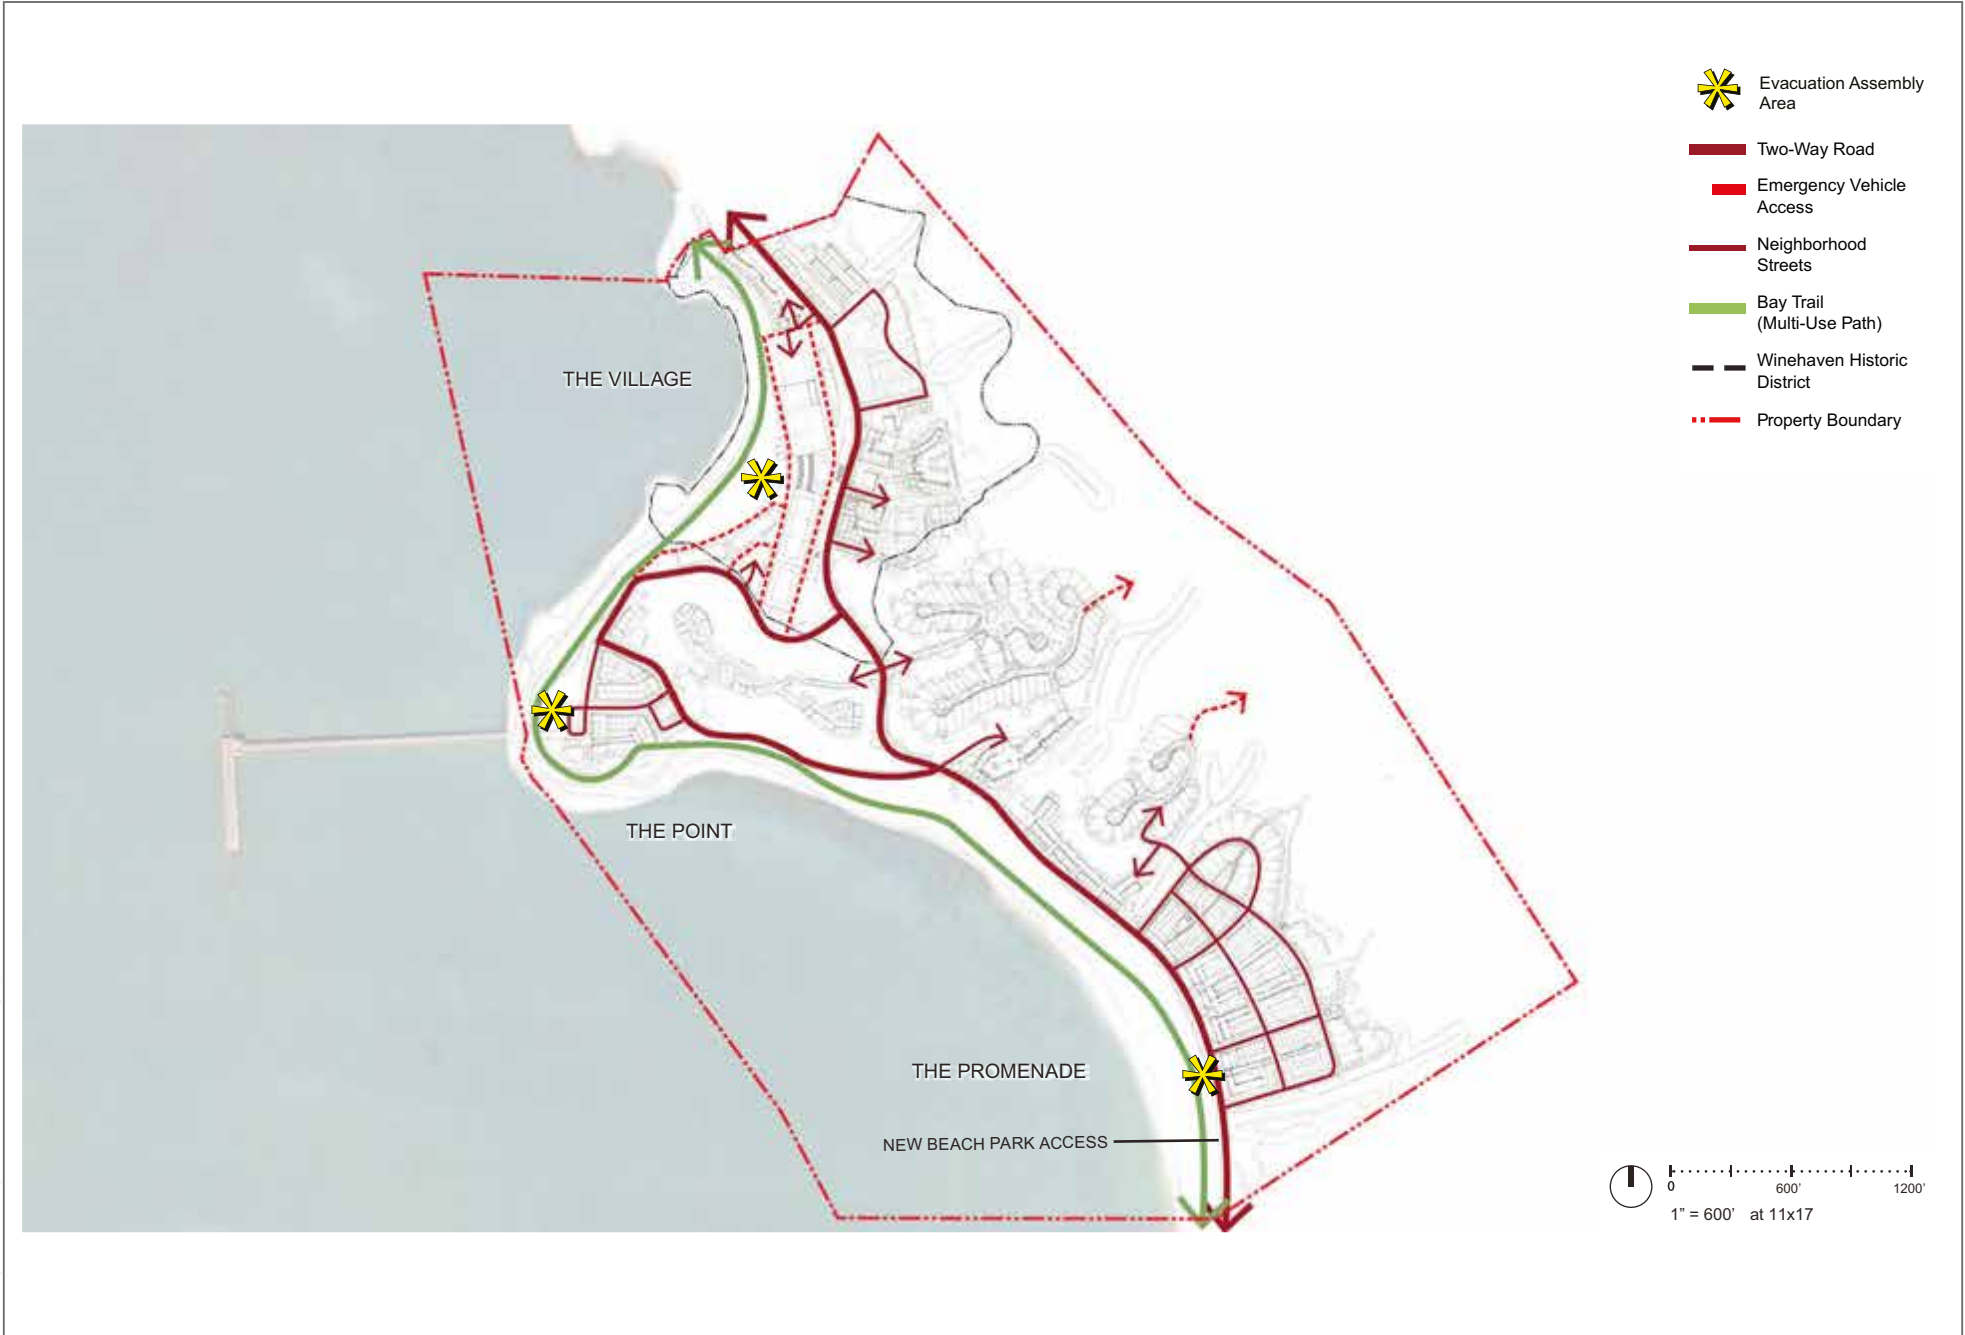 Evacuation Assembly
Area
Two-Way Road
Emergency Vehicle
Access
Neighborhood
Streets
Bay Trail
(Multi-Use Path)
Winehaven Historic
District
Property Boundary
THE VILLAGE
THE POINT
THE PROMENADE
NEW BEACH PARK ACCESS
0 600' 1200'
1” = 600’ at 11x17